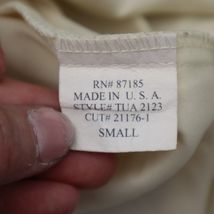 RN# 87185
MADE IN U. S. A.
STYLE# TUA 2123
CUT# 21176-1
SMALL